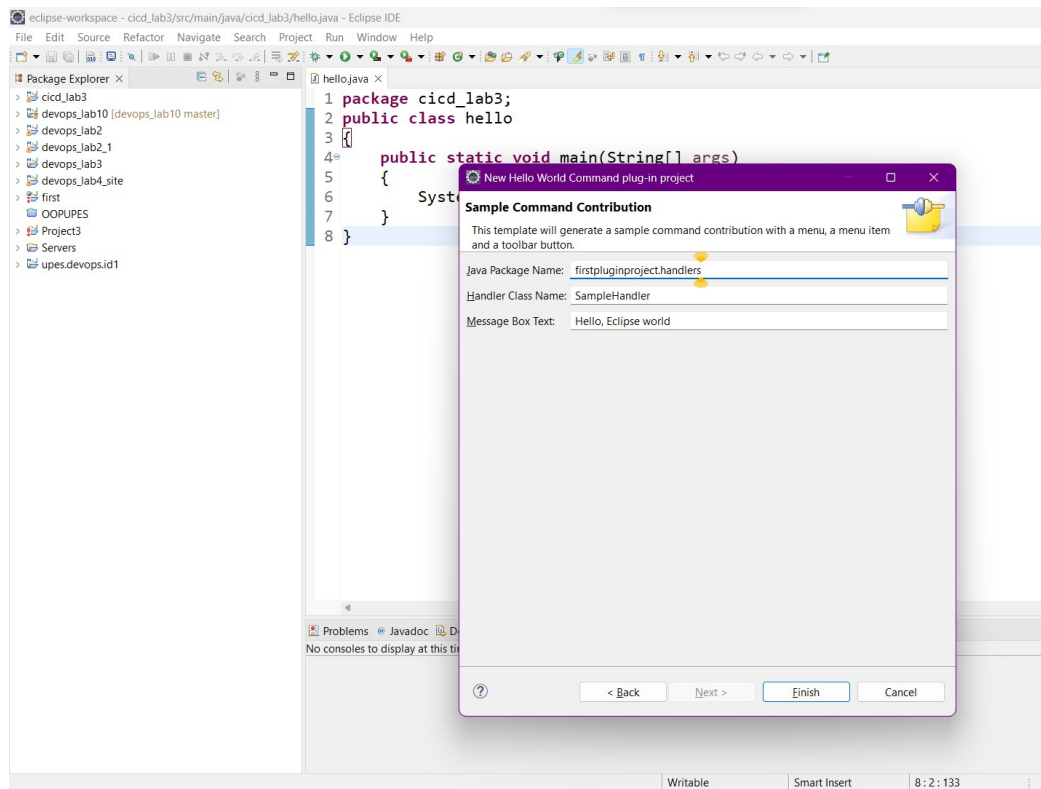 eclipse-workspace - cicd_lab3/src/main/java/cicd_lab3/hello.java - Eclipse IDE
File Edit Source Refactor Navigate Search Project Run Window Help
Package Explorer
hello.java
cicd_lab3
devops_lab10 [devops_lab10 master]
devops_lab2
devops_lab2_1
devops_lab3
devops_lab4_site
first
OOPUPES
Project3
Servers
upes.devops.id1
1 package cicd_lab3;
2 public class hello
3 {
4 public static void main(String[] args)
5 {
6 Syst
7 }
8 }
New Hello World Command plug-in project
Sample Command Contribution
This template will generate a sample command contribution with a menu, a menu item
and a toolbar button.
Java Package Name: firstpluginproject.handlers
Handler Class Name: SampleHandler
Message Box Text: Hello, Eclipse world
< Back Next > Finish Cancel
Problems Javadoc D
No consoles to display at this
Writable Smart Insert 8 : 2 : 133